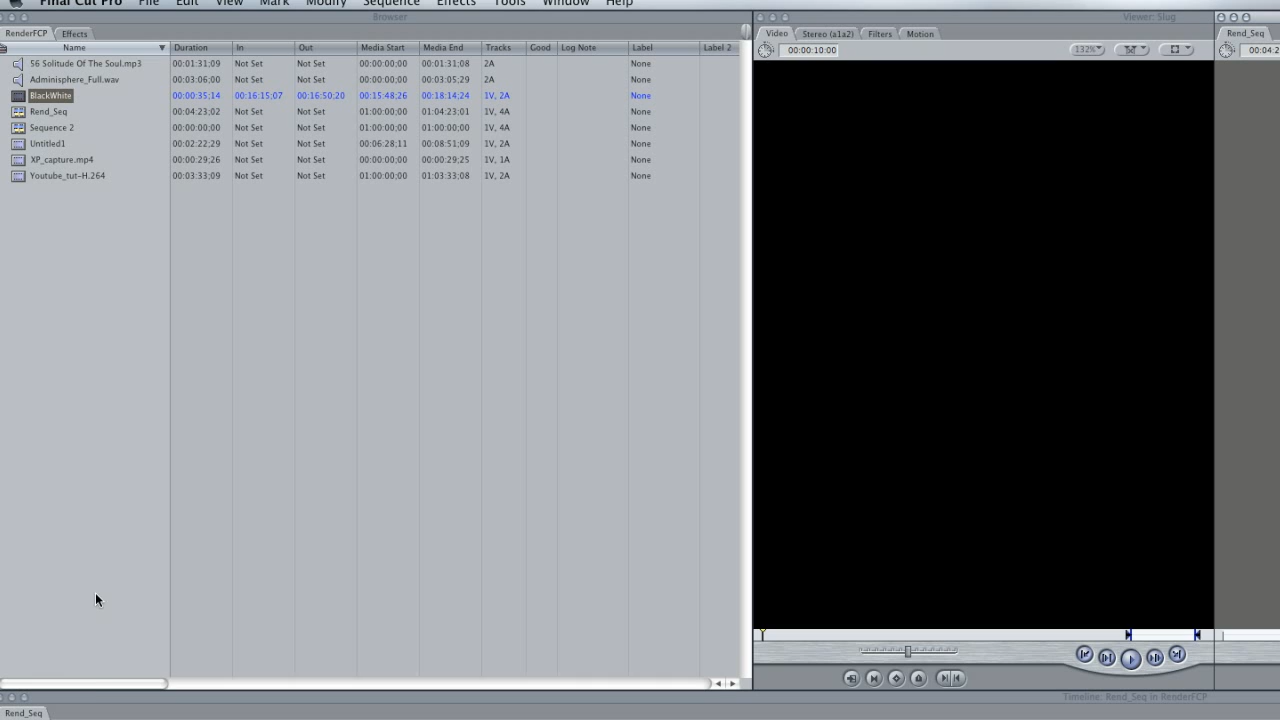 Final Cut Pro File Edit View Mark Modify Sequence Effects Tools Window Help
Browser Viewer: Slug
RenderFCP Effects Video Stereo (a1a2) Filters Motion Rend_Seq
00:00:10:00 132% 00:04:2
Name Duration In Out Media Start Media End Tracks Good Log Note Label Label 2
56 Solitude Of The Soul.mp3 00:01:31;09 Not Set Not Set 00:00:00;00 00:01:31;08 2A None
Adminisphere_Full.wav 00:03:06;00 Not Set Not Set 00:00:00;00 00:03:05;29 2A None
BlackWhite 00:00:35;14 00:16:15;07 00:16:50;20 00:15:48;26 00:18:14;24 1V, 2A None
Rend_Seq 00:04:23;02 Not Set Not Set 01:00:00;00 01:04:23;01 1V, 4A None
Sequence 2 00:00:00;00 Not Set Not Set 01:00:00;00 01:00:00;00 1V, 4A None
Untitled1 00:02:22;29 Not Set Not Set 00:06:28;11 00:08:51;09 1V, 2A None
XP_capture.mp4 00:00:29;26 Not Set Not Set 00:00:00;00 00:00:29;25 1V, 1A None
Youtube_tut-H.264 00:03:33;09 Not Set Not Set 01:00:00;00 01:03:33;08 1V, 2A None
Timeline: Rend_Seq in RenderFCP
Rend_Seq